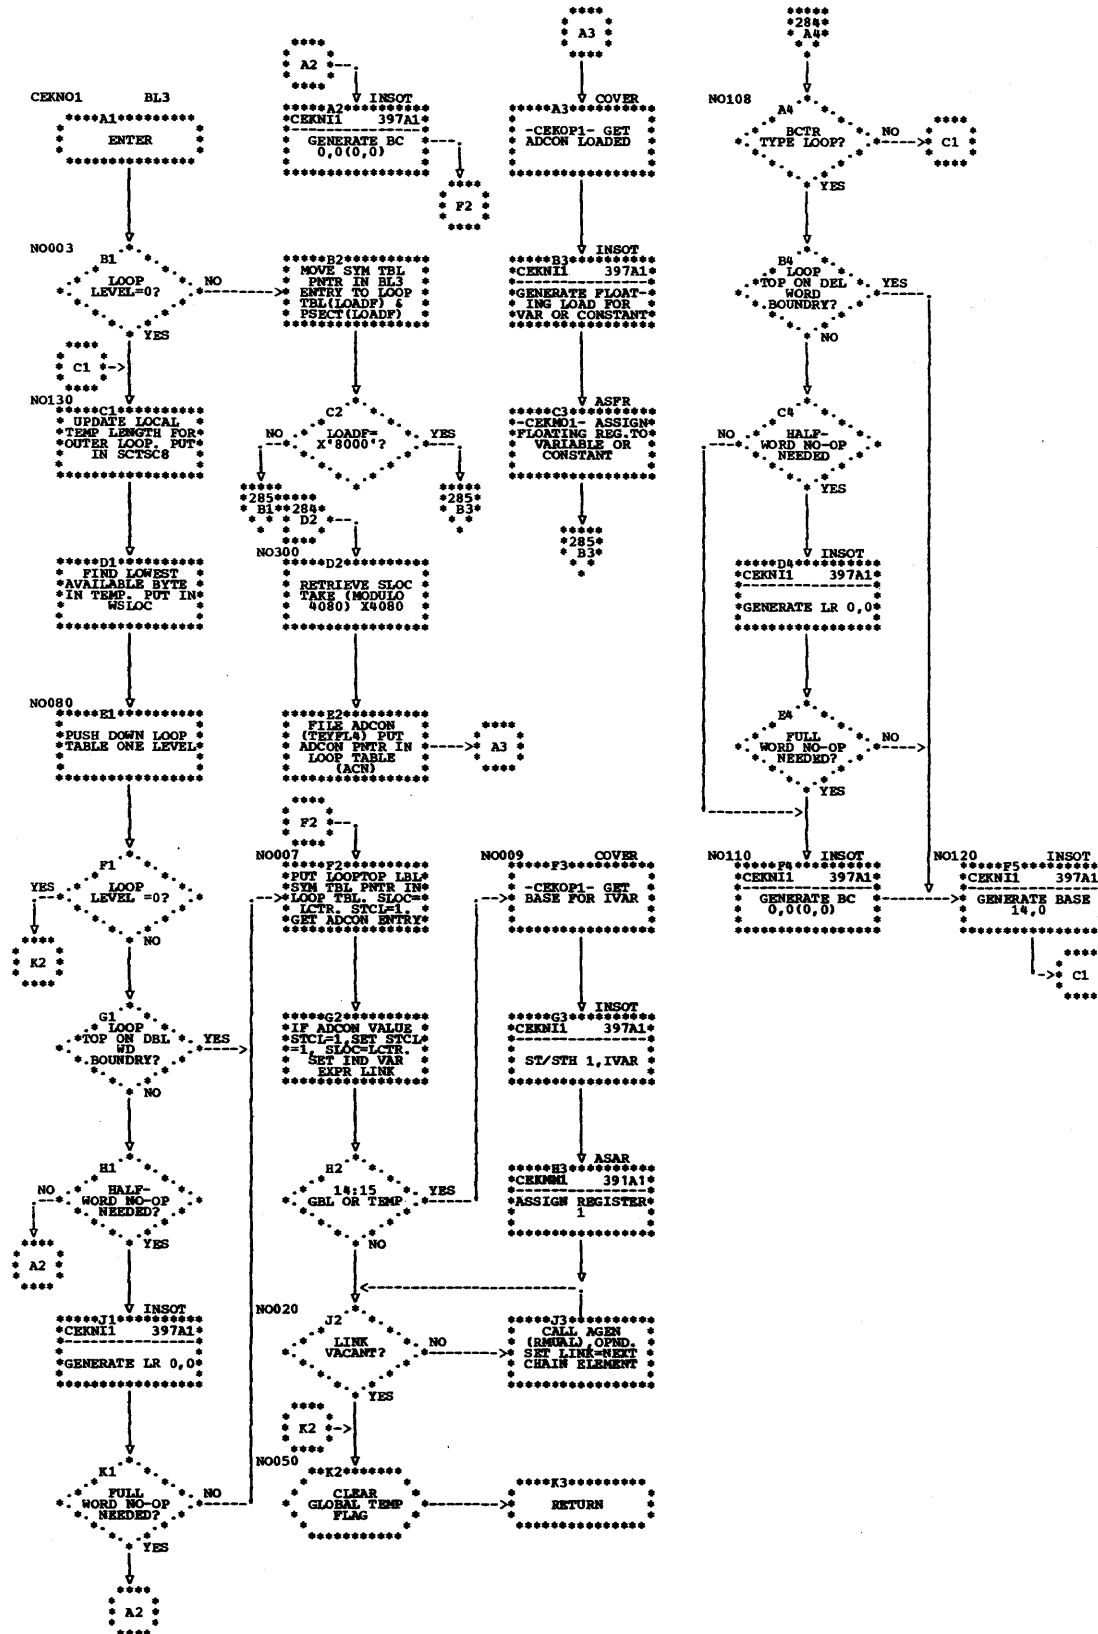 CEKNO1 BL3
A1
ENTER
NO003
B1
LOOP
LEVEL=0?
NO
YES
C1
NO130
C1
UPDATE LOCAL
TEMP LENGTH FOR
OUTER LOOP. PUT
IN SCTSC8
D1
FIND LOWEST
AVAILABLE BYTE
IN TEMP. PUT IN
WSLOC
NO080
E1
PUSH DOWN LOOP
TABLE ONE LEVEL
F1
LOOP
LEVEL =0?
YES
NO
K2
G1
LOOP
TOP ON DBL
WD
BOUNDRY?
YES
NO
H1
HALF-
WORD NO-OP
NEEDED?
NO
YES
A2
J1 INSOT
CEKNI1 397A1
GENERATE LR 0,0
K1
FULL
WORD NO-OP
NEEDED?
NO
YES
A2
A2
A2 INSOT
CEKNI1 397A1
GENERATE BC
0,0(0,0)
F2
B2
MOVE SYM TBL
PNTR IN BL3
ENTRY TO LOOP
TBL(LOADF) &
PSECT(LOADF)
C2
LOADF=
X'8000'?
NO
YES
285
B1
285
B3
284
D2
NO300
D2
RETRIEVE SLOC
TAKE (MODULO
4080) X4080
E2
FILE ADCON
(TEYPL4) PUT
ADCON PNTR IN
LOOP TABLE
(ACN)
A3
F2
NO007
F2
PUT LOOPTOP LBL
SYM TBL PNTR IN
LOOP TBL. SLOC=
LCTR. STCL=1.
GET ADCON ENTRY
G2
IF ADCON VALUE
STCL=1,SET STCL
=1, SLOC=LCTR.
SET IND VAR
EXPR LINK
H2
14:15
GBL OR TEMP
YES
NO
NO020
J2
LINK
VACANT?
NO
YES
K2
NO050
K2
CLEAR
GLOBAL TEMP
FLAG
A3
A3 COVER
-CEKOP1- GET
ADCON LOADED
B3 INSOT
CEKNI1 397A1
GENERATE FLOAT-
ING LOAD FOR
VAR OR CONSTANT
C3 ASFR
-CEKMO1- ASSIGN
FLOATING REG.TO
VARIABLE OR
CONSTANT
285
B3
NO009
F3 COVER
-CEKOP1- GET
BASE FOR IVAR
G3 INSOT
CEKNI1 397A1
ST/STH 1,IVAR
H3 ASAR
CEKMM1 391A1
ASSIGN REGISTER
1
J3
CALL AGEN
(RMUAL),OPND.
SET LINK=NEXT
CHAIN ELEMENT
K3
RETURN
284
A4
NO108
A4
BCTR
TYPE LOOP?
NO
C1
YES
B4
LOOP
TOP ON DEL
WORD
BOUNDRY?
YES
NO
C4
HALF-
WORD NO-OP
NEEDED
NO
YES
D4 INSOT
CEKNI1 397A1
GENERATE LR 0,0
E4
FULL
WORD NO-OP
NEEDED?
NO
YES
NO110
F4 INSOT
CEKNI1 397A1
GENERATE BC
0,0(0,0)
NO120
F5 INSOT
CEKNI1 397A1
GENERATE BASE
14,0
C1